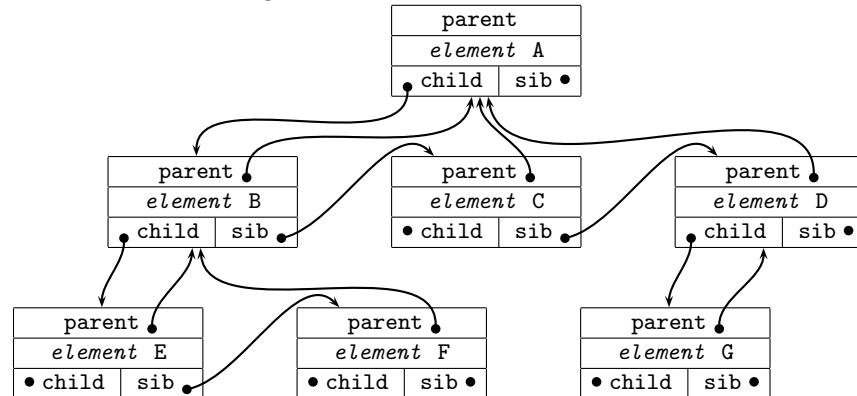 parent
element A
child sib
parent parent parent
element B element C element D
child sib child sib child sib
parent parent parent
element E element F element G
child sib child sib child sib